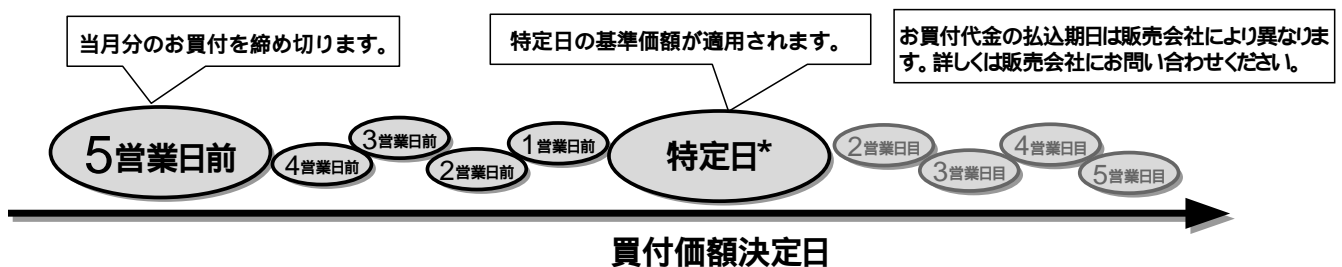 当月分のお買付を締め切ります。
特定日の基準価額が適用されます。
お買付代金の払込期日は販売会社により異なりま
す。詳しくは販売会社にお問い合わせください。
5営業日前
4営業日前
3営業日前
2営業日前
1営業日前
特定日*
2営業日目
3営業日目
4営業日目
5営業日目
買付価額決定日